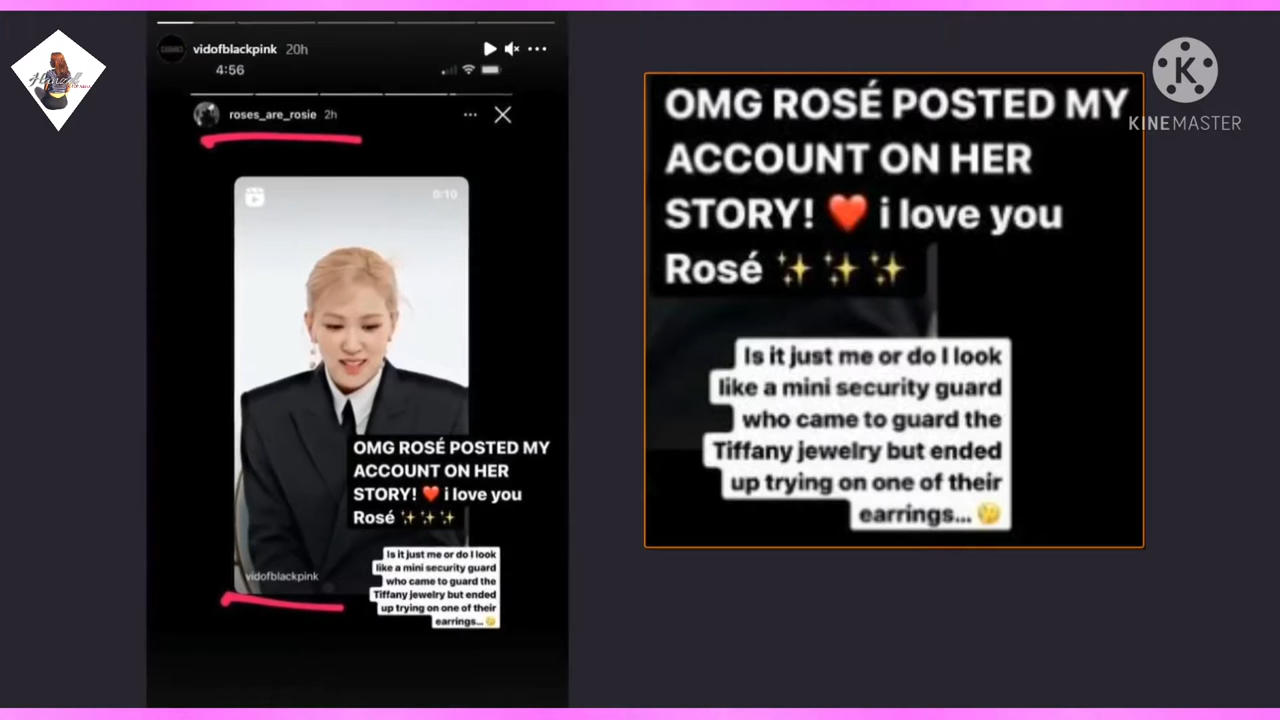 vidofblackpink 20h
4:56
roses_are_rosie 2h
0:10
OMG ROSÉ POSTED MY
ACCOUNT ON HER
STORY! ❤️ i love you
Rosé ✨✨✨
vidofblackpink
Is it just me or do I look
like a mini security guard
who came to guard the
Tiffany jewelry but ended
up trying on one of their
earrings... 🤔
OMG ROSÉ POSTED MY
ACCOUNT ON HER
STORY! ❤️ i love you
Rosé ✨✨✨
Is it just me or do I look
like a mini security guard
who came to guard the
Tiffany jewelry but ended
up trying on one of their
earrings... 🤔
K
KINEMASTER